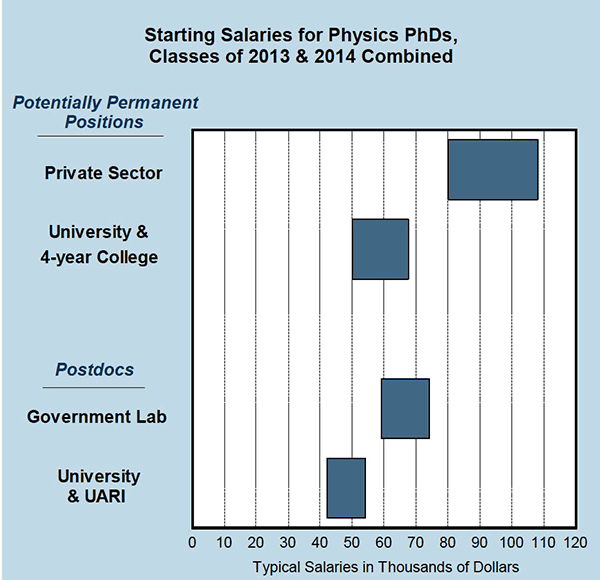 Starting Salaries for Physics PhDs,
Classes of 2013 & 2014 Combined
Potentially Permanent
Positions
Private Sector
University &
4-year College
Postdocs
Government Lab
University
& UARI
0 10 20 30 40 50 60 70 80 90 100 110 120
Typical Salaries in Thousands of Dollars